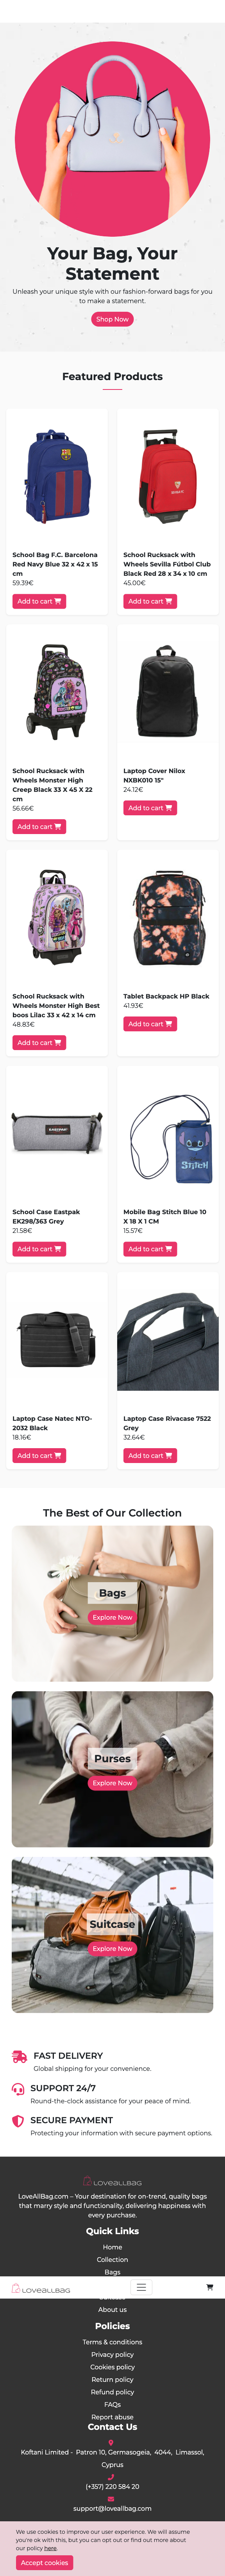 Your Bag, Your
Statement
Unleash your unique style with our fashion-forward bags for you
to make a statement.
Shop Now
Featured Products
School Bag F.C. Barcelona
Red Navy Blue 32 x 42 x 15
cm
59.39€
Add to cart
School Rucksack with
Wheels Sevilla Fútbol Club
Black Red 28 x 34 x 10 cm
45.00€
Add to cart
School Rucksack with
Wheels Monster High
Creep Black 33 X 45 X 22
cm
56.66€
Add to cart
Laptop Cover Nilox
NXBK010 15"
24.12€
Add to cart
School Rucksack with
Wheels Monster High Best
boos Lilac 33 x 42 x 14 cm
48.83€
Add to cart
Tablet Backpack HP Black
41.93€
Add to cart
EASTPAK
School Case Eastpak
EK298/363 Grey
21.58€
Add to cart
STITCH
Mobile Bag Stitch Blue 10
X 18 X 1 CM
15.57€
Add to cart
Laptop Case Natec NTO-
2032 Black
18.16€
Add to cart
Laptop Case Rivacase 7522
Grey
32.64€
Add to cart
The Best of Our Collection
Bags
Explore Now
Purses
Explore Now
Suitcase
Explore Now
FAST DELIVERY
Global shipping for your convenience.
SUPPORT 24/7
Round-the-clock assistance for your peace of mind.
SECURE PAYMENT
Protecting your information with secure payment options.
LOVEALLBAG
LoveAllBag.com – Your destination for on-trend, quality bags
that marry style and functionality, delivering happiness with
every purchase.
Quick Links
Home
Collection
Bags
LOVEALLBAG
About us
Policies
Terms & conditions
Privacy policy
Cookies policy
Return policy
Refund policy
FAQs
Report abuse
Contact Us
Koftani Limited - Patron 10, Germasogeia, 4044, Limassol,
Cyprus
(+357) 220 584 20
support@loveallbag.com
We use cookies to improve our user experience. We will assume
you're ok with this, but you can opt out or find out more about
our policy here.
Accept cookies